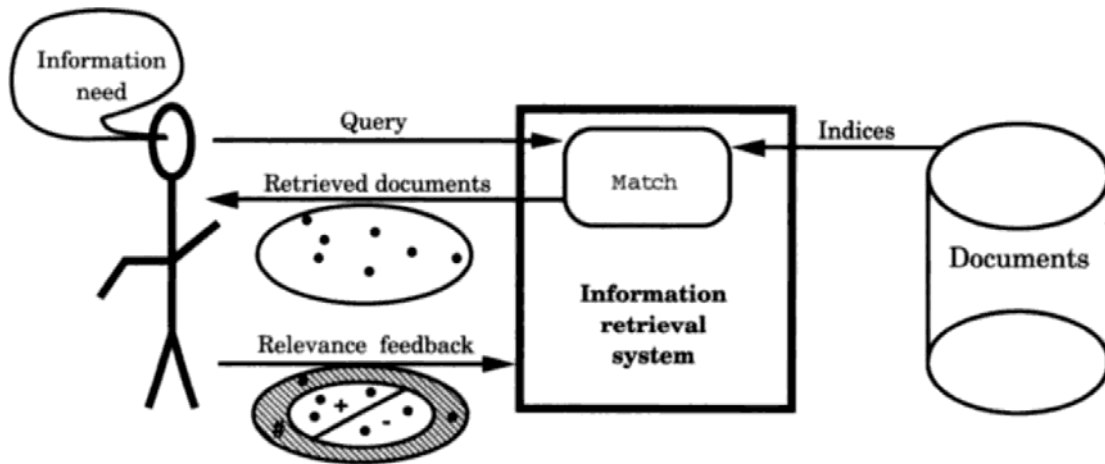 Information
need
Query
Retrieved documents
Relevance feedback
+
-
#
Match
Information
retrieval
system
Indices
Documents